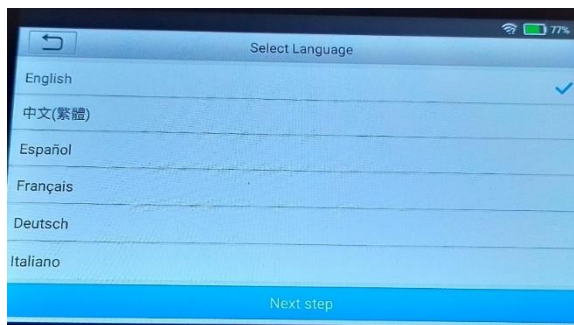 77%
Select Language
English
中文(繁體)
Español
Français
Deutsch
Italiano
Next step